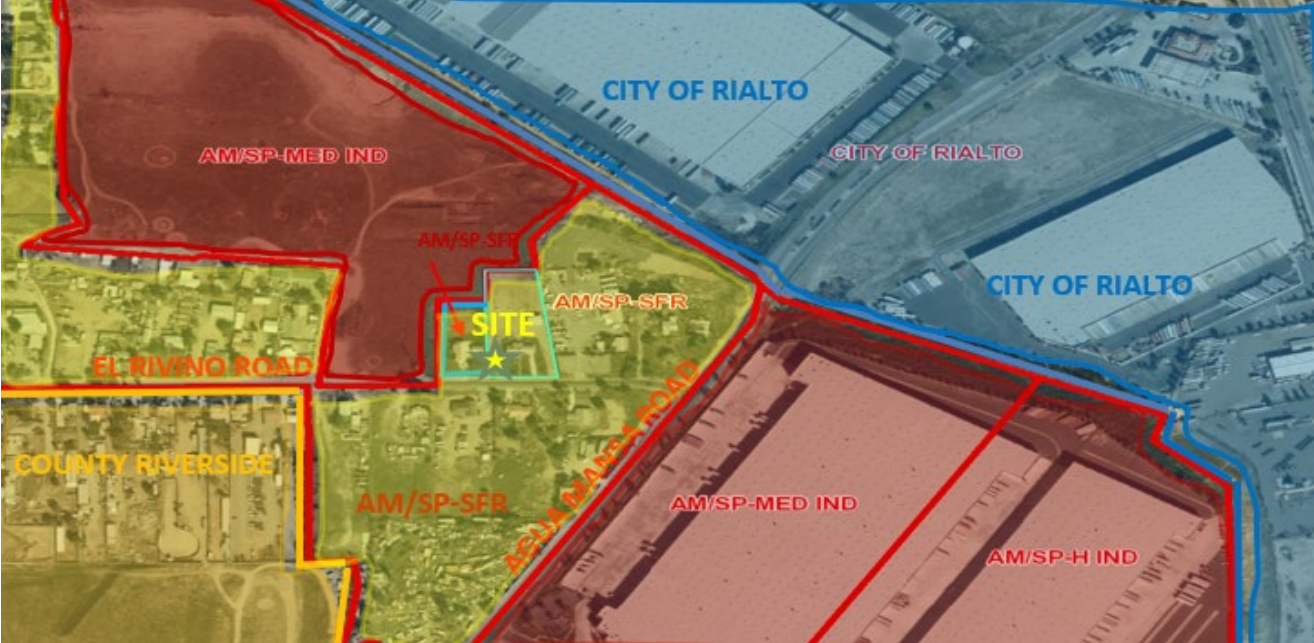 CITY OF RIALTO
CITY OF RIALTO
AM/SP-MED IND
AM/SP-SFR
CITY OF RIALTO
AM/SP-SFR
SITE
EL RIVINO ROAD
COUNTY RIVERSIDE
AM/SP-SFR
AGUA MANSA ROAD
AM/SP-MED IND
AM/SP-H IND